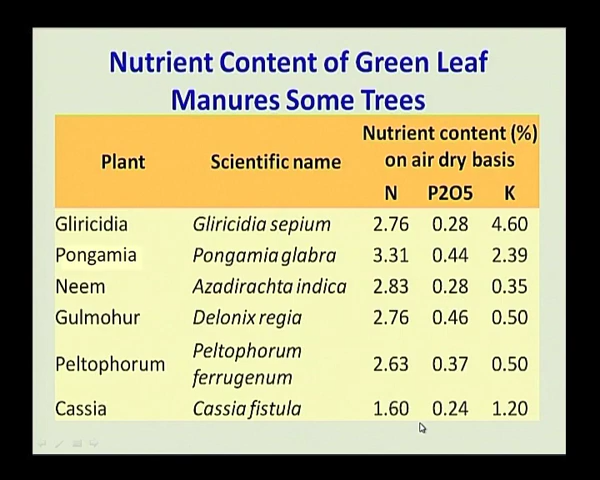 Nutrient Content of Green Leaf
Manures Some Trees
Plant Scientific name Nutrient content (%) on air dry basis
N P2O5 K
Gliricidia Gliricidia sepium 2.76 0.28 4.60
Pongamia Pongamia glabra 3.31 0.44 2.39
Neem Azadirachta indica 2.83 0.28 0.35
Gulmohur Delonix regia 2.76 0.46 0.50
Peltophorum Peltophorum ferrugenum 2.63 0.37 0.50
Cassia Cassia fistula 1.60 0.24 1.20